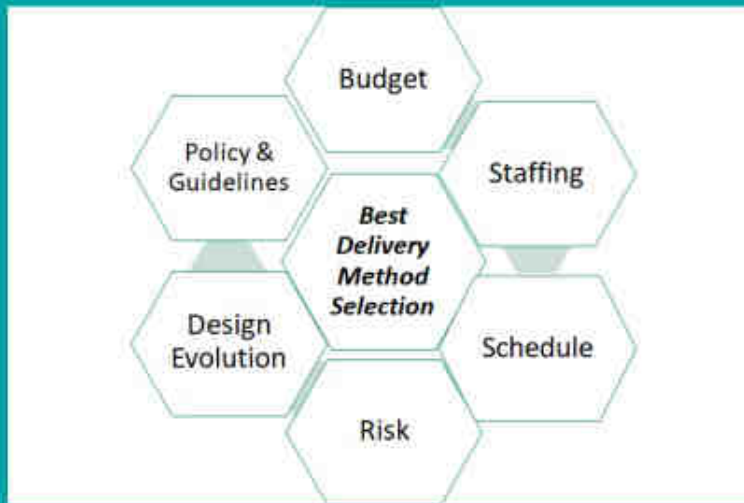 Budget
Policy &
Guidelines
Staffing
Best
Delivery
Method
Selection
Design
Evolution
Schedule
Risk